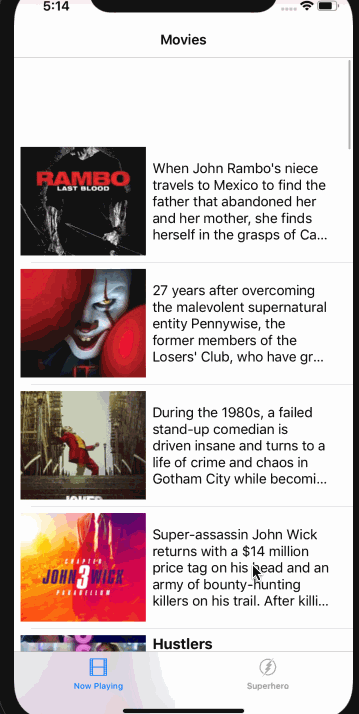 5:14
Movies
RAMBO
LAST BLOOD
When John Rambo's niece
travels to Mexico to find the
father that abandoned her
and her mother, she finds
herself in the grasps of Ca...
27 years after overcoming
the malevolent supernatural
entity Pennywise, the
former members of the
Losers' Club, who have gr...
IT
During the 1980s, a failed
stand-up comedian is
driven insane and turns to a
life of crime and chaos in
Gotham City while becomi...
JOKER
Super-assassin John Wick
returns with a $14 million
price tag on his head and an
army of bounty-hunting
killers on his trail. After killi...
CHAPTER
JOHN 3 WICK
PARABELLUM
Hustlers
Now Playing
Superhero